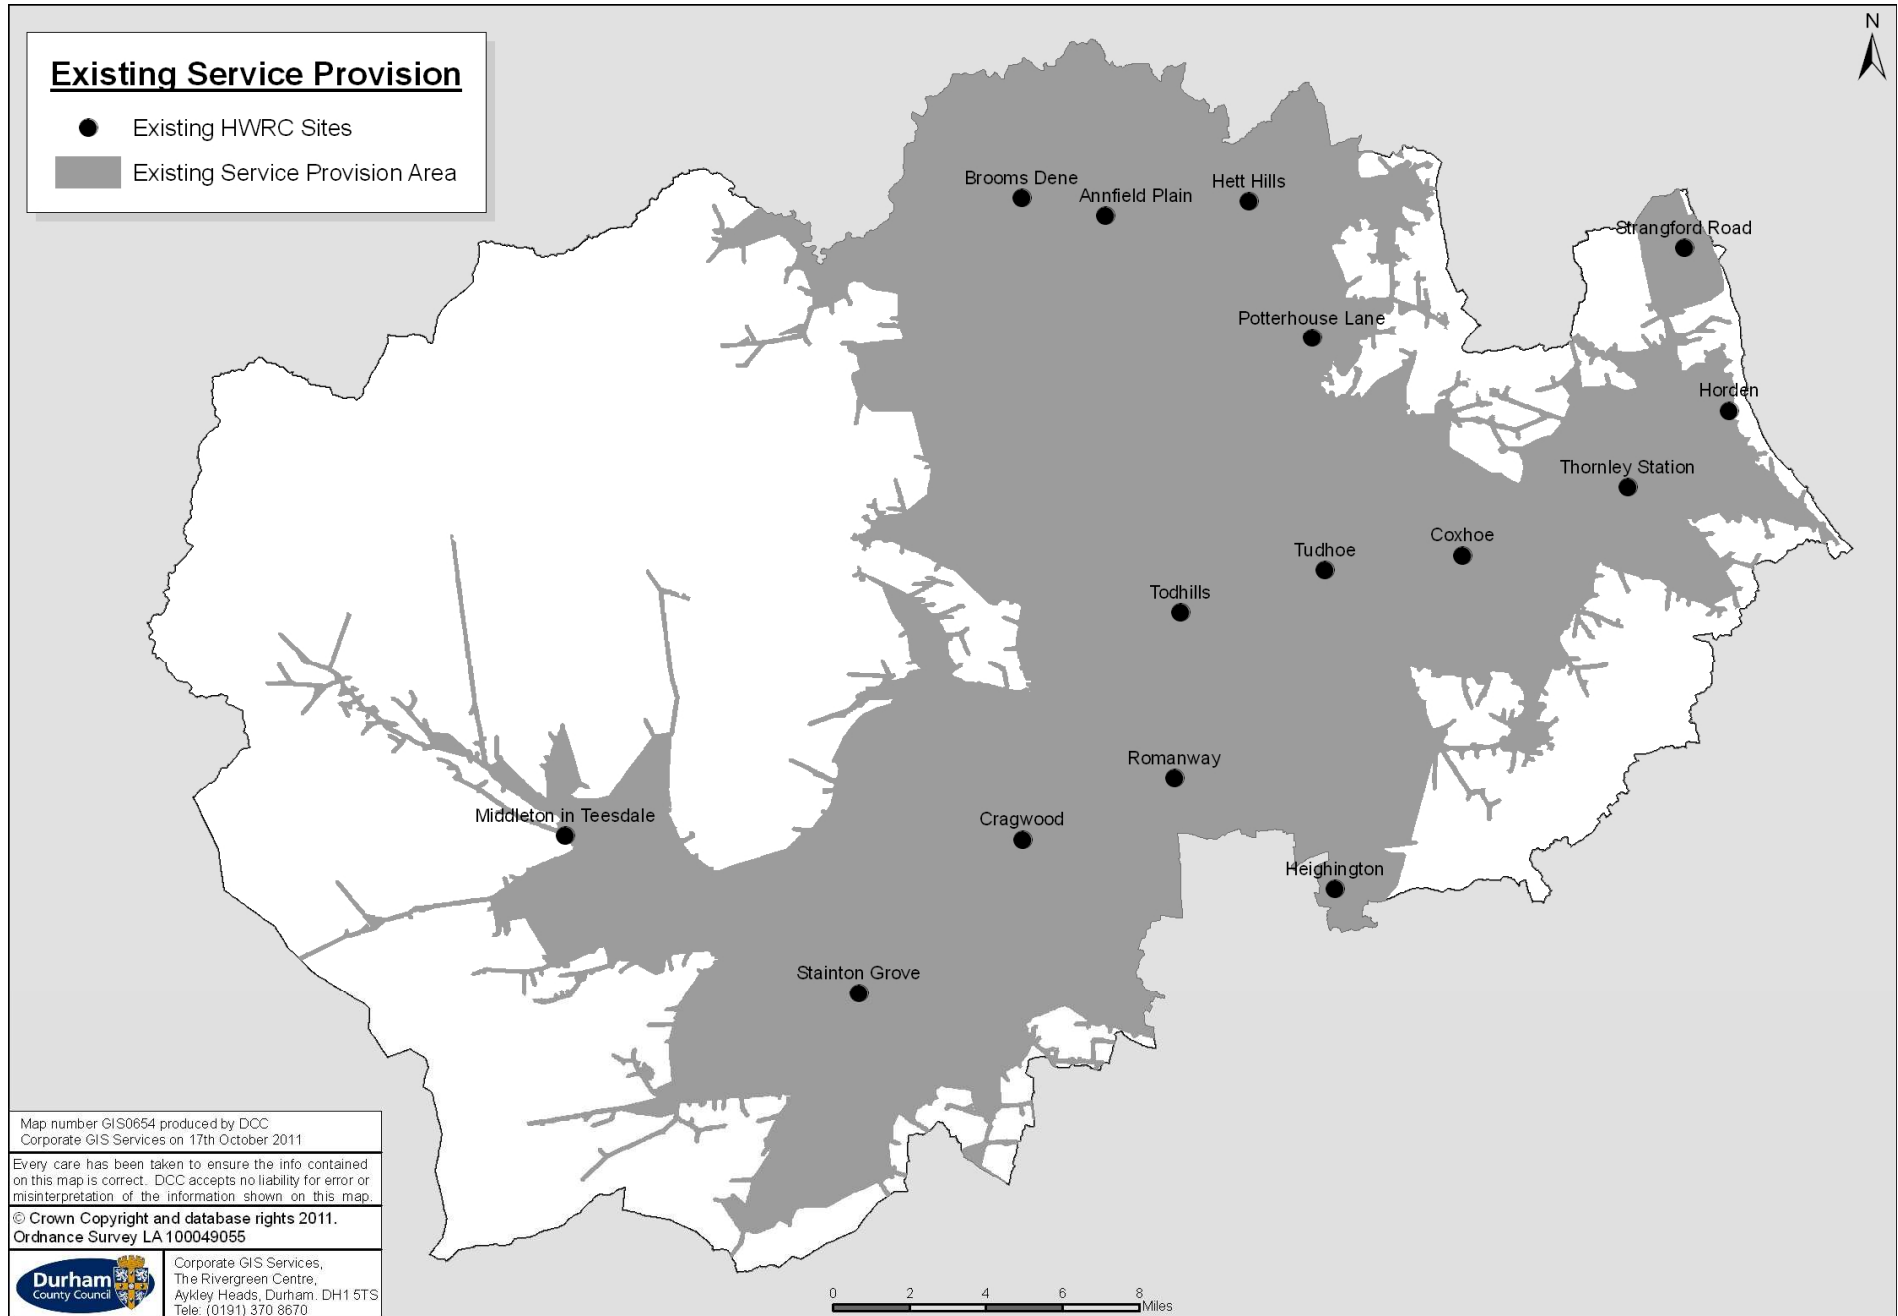 N
Existing Service Provision
Existing HWRC Sites
Existing Service Provision Area
Brooms Dene
Annfield Plain
Hett Hills
Strangford Road
Potterhouse Lane
Horden
Thornley Station
Coxhoe
Tudhoe
Todhills
Romanway
Middleton in Teesdale
Cragwood
Heighington
Stainton Grove
Map number GIS0654 produced by DCC
Corporate GIS Services on 17th October 2011
Every care has been taken to ensure the info contained
on this map is correct. DCC accepts no liability for error or
misinterpretation of the information shown on this map.
© Crown Copyright and database rights 2011.
Ordnance Survey LA 100049055
Durham
County Council
Corporate GIS Services,
The Rivergreen Centre,
Aykley Heads, Durham. DH1 5TS
Tele: (0191) 370 8670
0 2 4 6 8
Miles